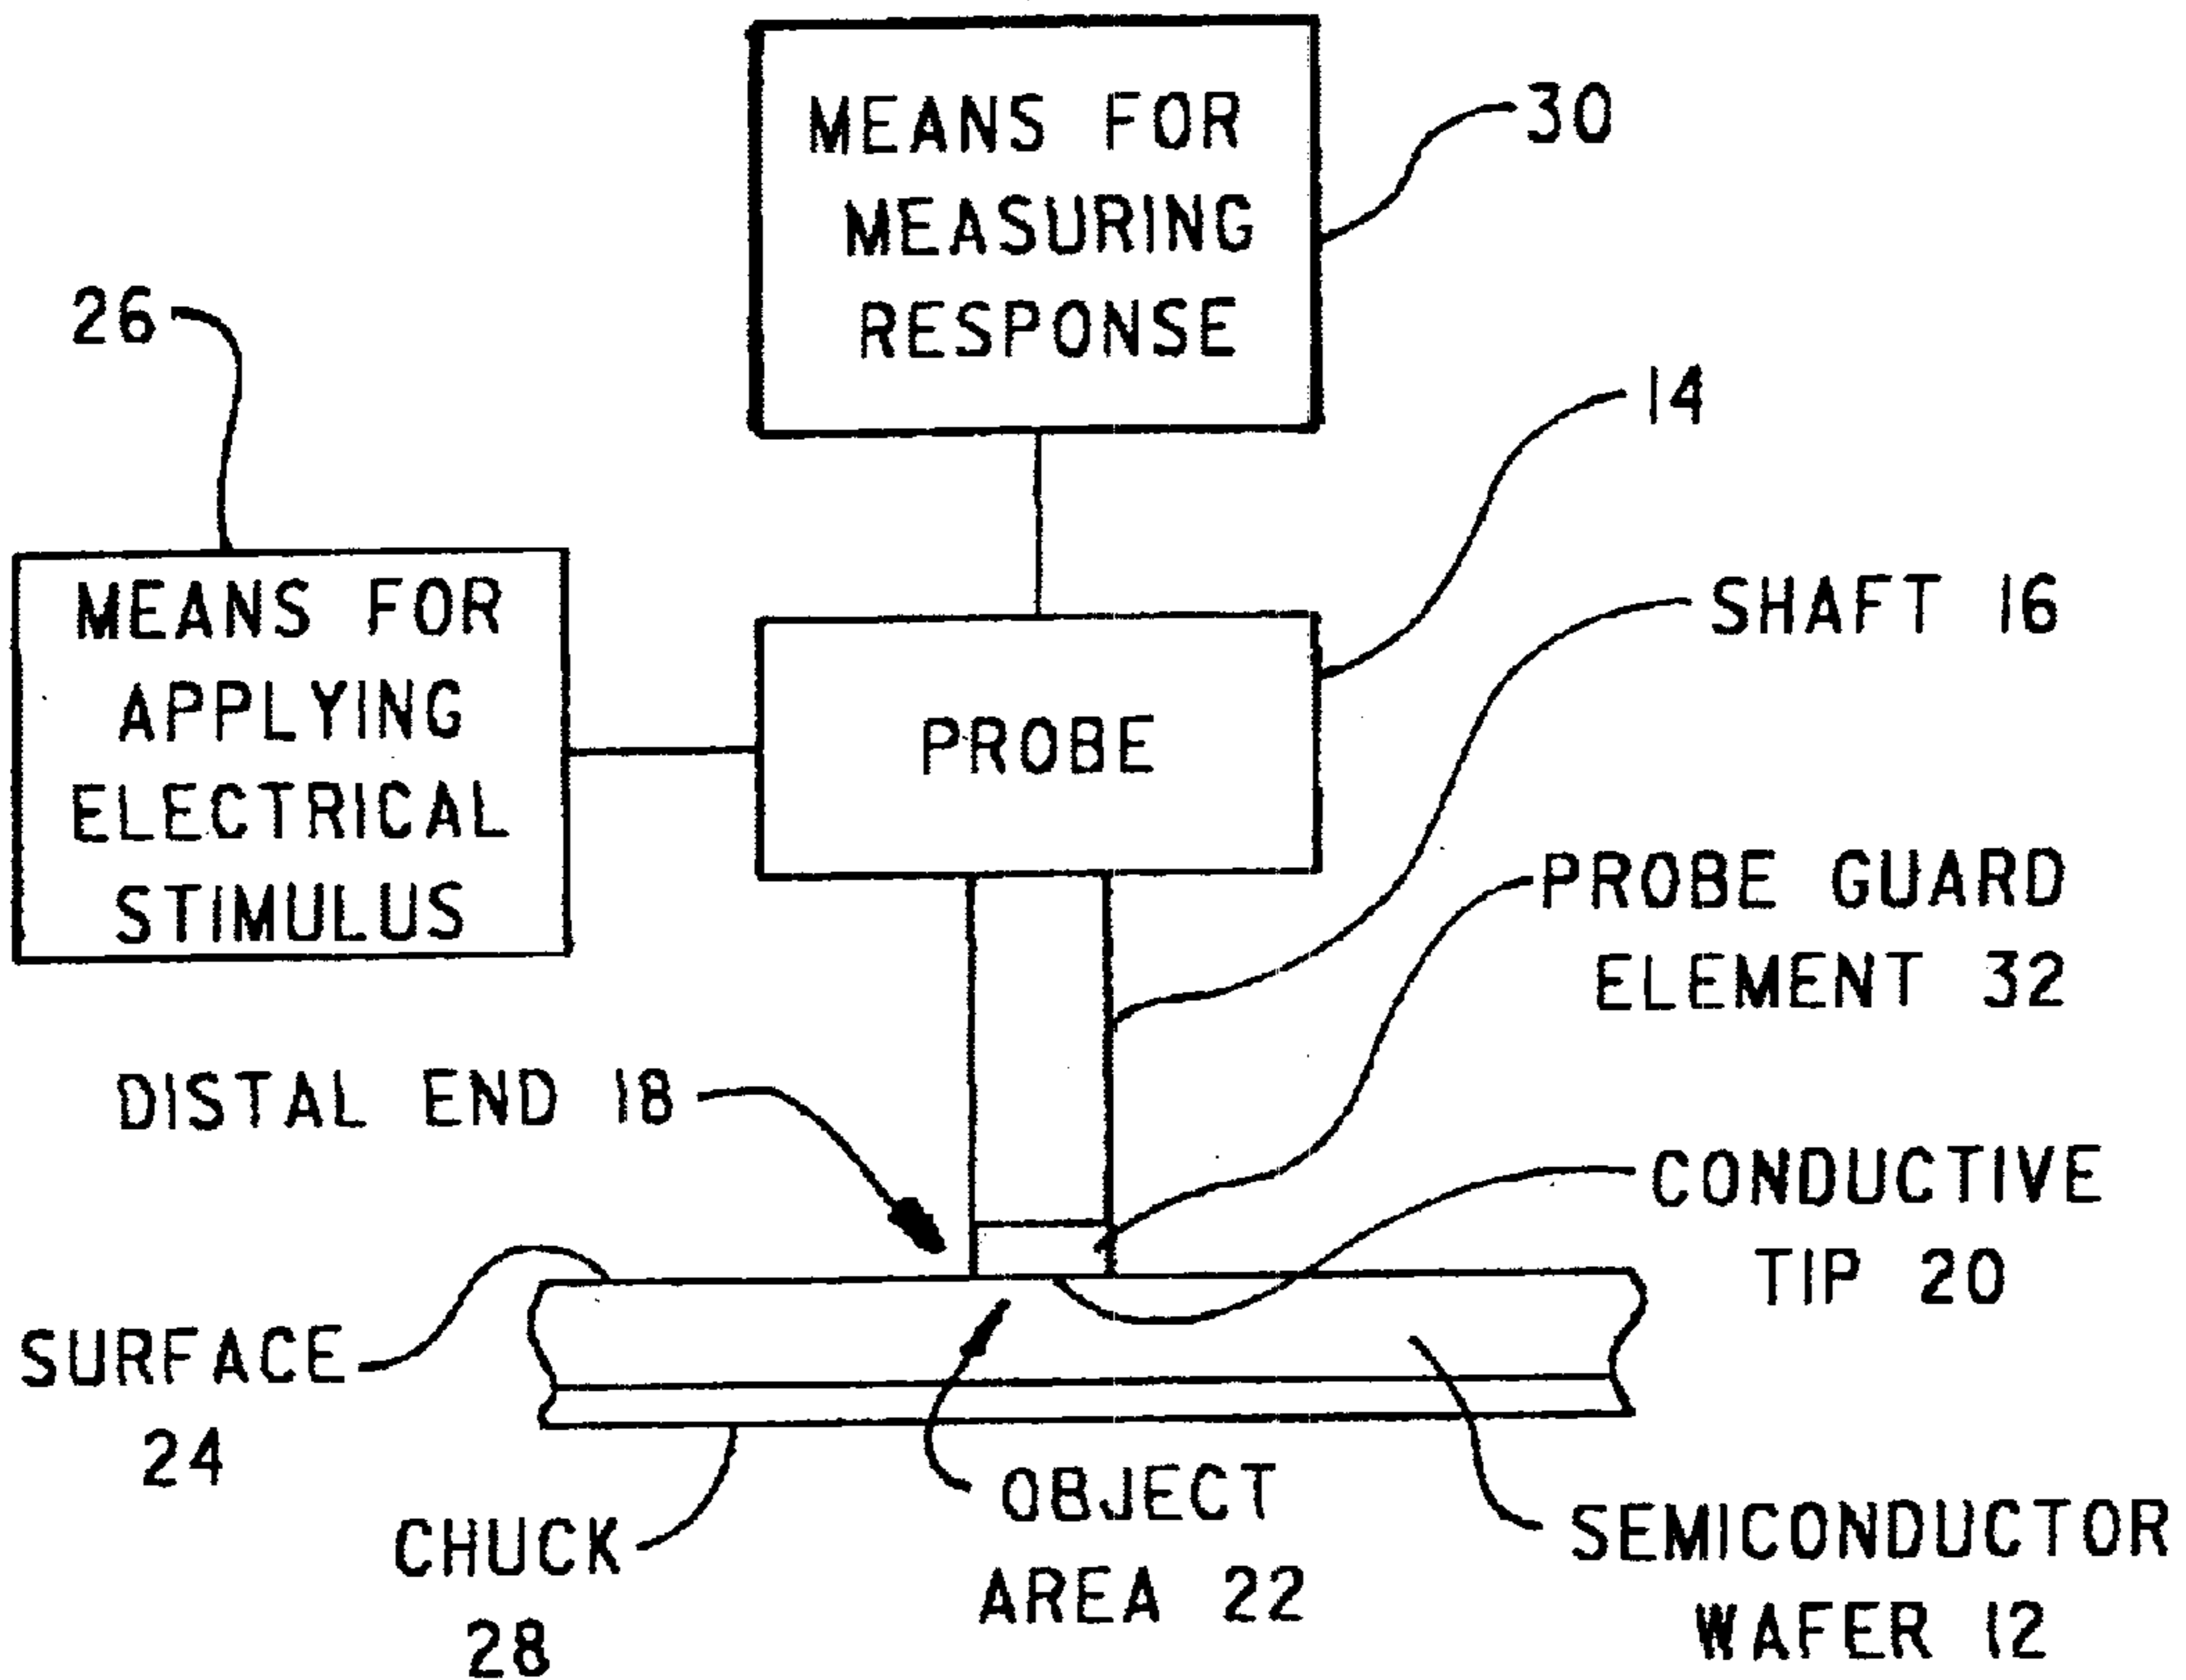 MEANS FOR
MEASURING
RESPONSE
30
26
14
MEANS FOR
APPLYING
ELECTRICAL
STIMULUS
PROBE
SHAFT 16
PROBE GUARD
ELEMENT 32
DISTAL END 18
CONDUCTIVE
TIP 20
SURFACE
24
CHUCK
28
OBJECT
AREA 22
SEMICONDUCTOR
WAFER 12